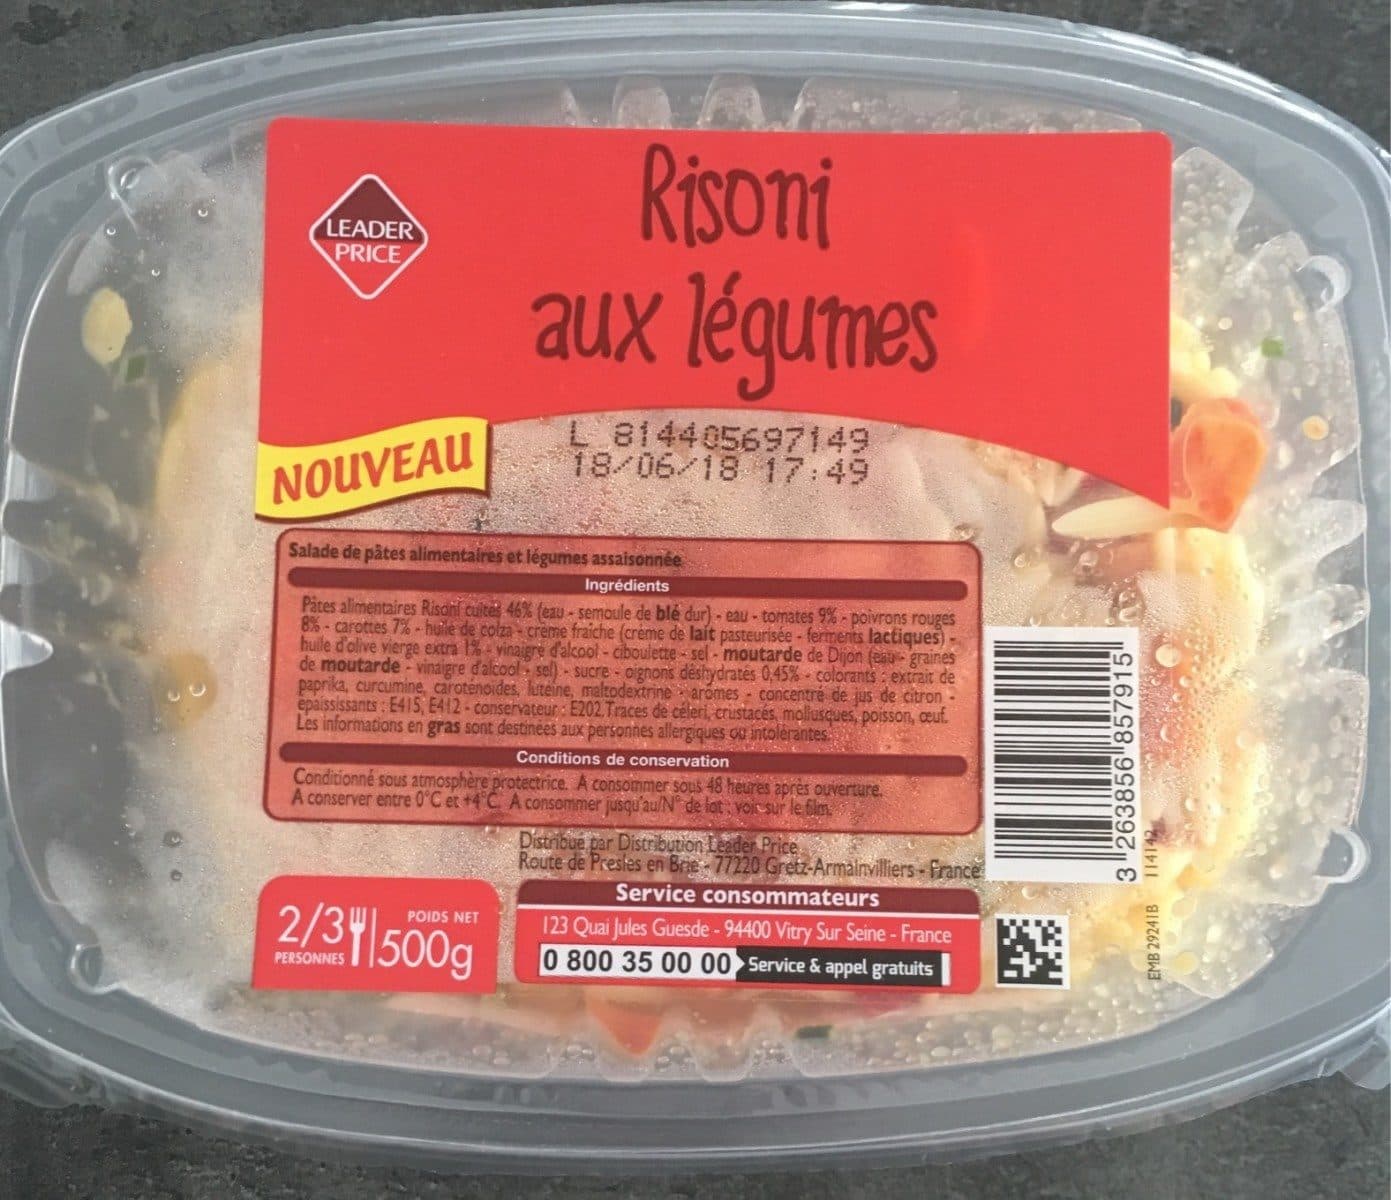 LEADER
PRICE
Risoni
aux légumes
NOUVEAU
L 814405697149
18/06/18 17:49
Salade de pâtes alimentaires et légumes assaisonnée
Ingrédients
Pâtes alimentaires Risoni cuites 46% (eau - semoule de blé dur) - eau - tomates 9% - poivrons rouges
8% - carottes 7% - huile de colza - crème fraîche (crème de lait pasteurisée - ferments lactiques) -
huile d'olive vierge extra 1% - vinaigre d'alcool - ciboulette - sel - moutarde de Dijon (eau - graines
de moutarde - vinaigre d'alcool - sel) - sucre - oignons déshydratés 0,45% - colorants : extrait de
paprika, curcumine, caroténoïdes, lutéine, maltodextrine - arômes - concentré de jus de citron -
épaississants : E415, E412 - conservateur : E202. Traces de céleri, crustacés, mollusques, poisson, œuf.
Les informations en gras sont destinées aux personnes allergiques ou intolérantes.
Conditions de conservation
Conditionné sous atmosphère protectrice. A consommer sous 48 heures après ouverture.
A conserver entre 0°C et +4°C. A consommer jusqu'au/N° de lot : voir sur le film.
Distribué par Distribution Leader Price
Route de Presles en Brie - 77220 Gretz-Armainvilliers - France
2/3 PERSONNES
POIDS NET
500g
Service consommateurs
123 Quai Jules Guesde - 94400 Vitry Sur Seine - France
0 800 35 00 00 Service & appel gratuits
3 263856 857915
EMB 29241B 114142